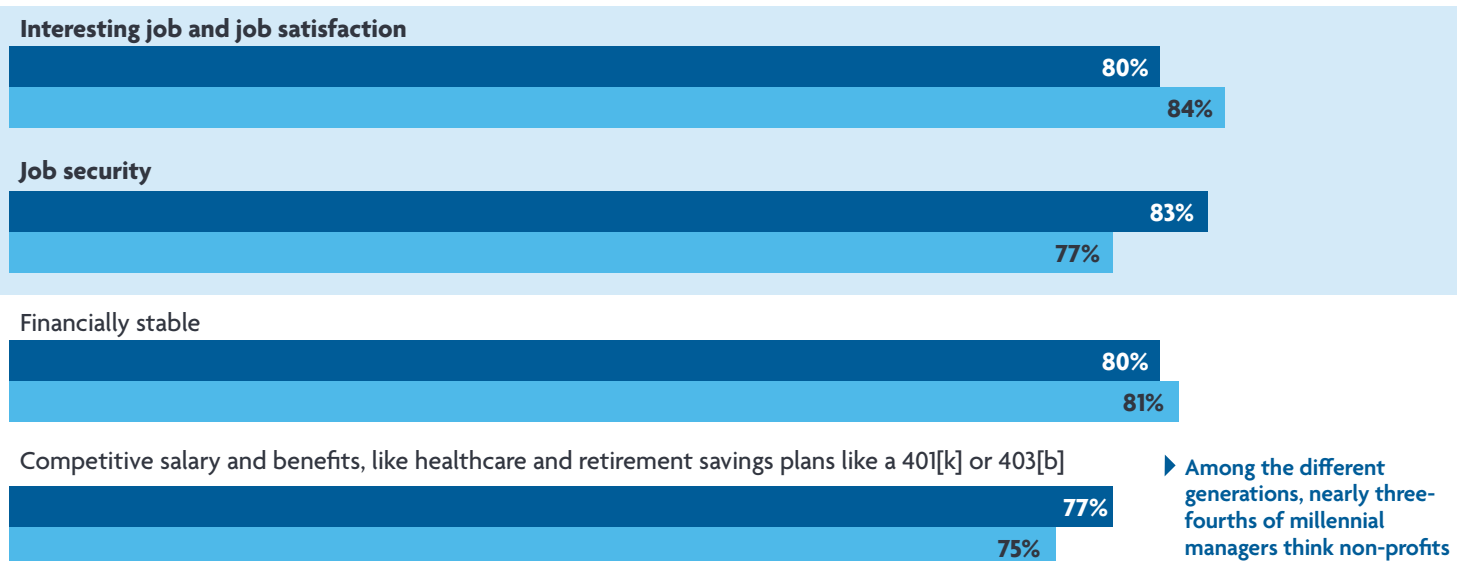 Interesting job and job satisfaction
80%
84%
Job security
83%
77%
Financially stable
80%
81%
Competitive salary and benefits, like healthcare and retirement savings plans like a 401[k] or 403[b]
77%
75%
Among the different
generations, nearly three-
fourths of millennial
managers think non-profits